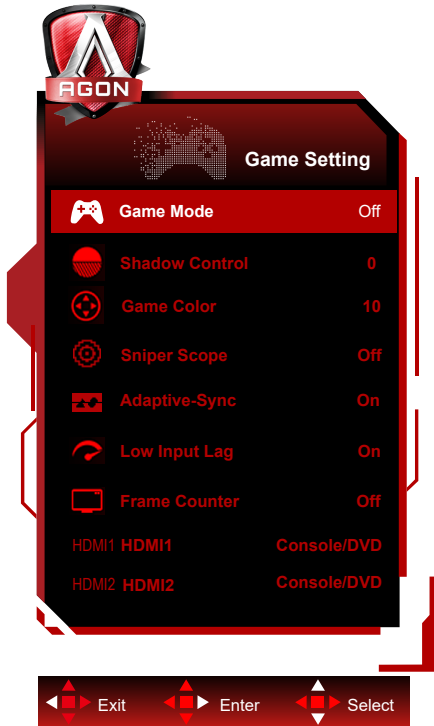 AGON
Game Setting
Game Mode Off
Shadow Control 0
Game Color 10
Sniper Scope Off
Adaptive-Sync On
Low Input Lag On
Frame Counter Off
HDMI1 HDMI1 Console/DVD
HDMI2 HDMI2 Console/DVD
Exit Enter Select